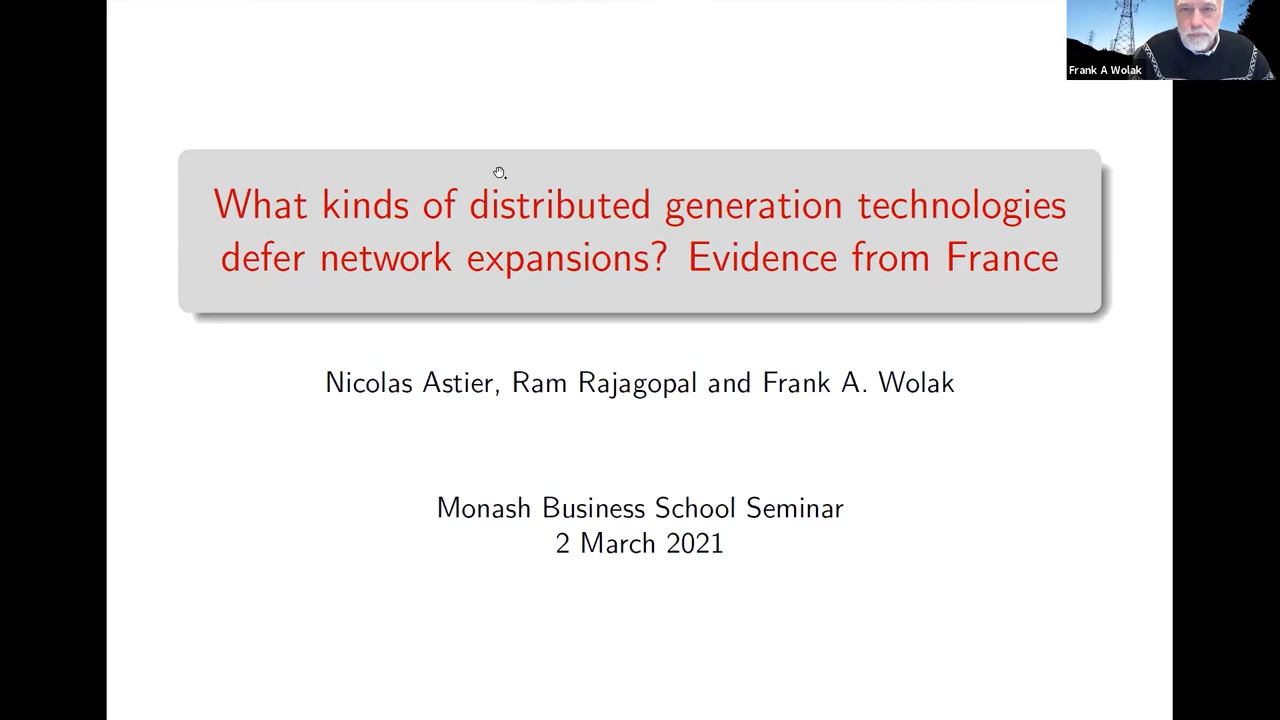 Frank A Wolak
What kinds of distributed generation technologies
defer network expansions? Evidence from France
Nicolas Astier, Ram Rajagopal and Frank A. Wolak
Monash Business School Seminar
2 March 2021